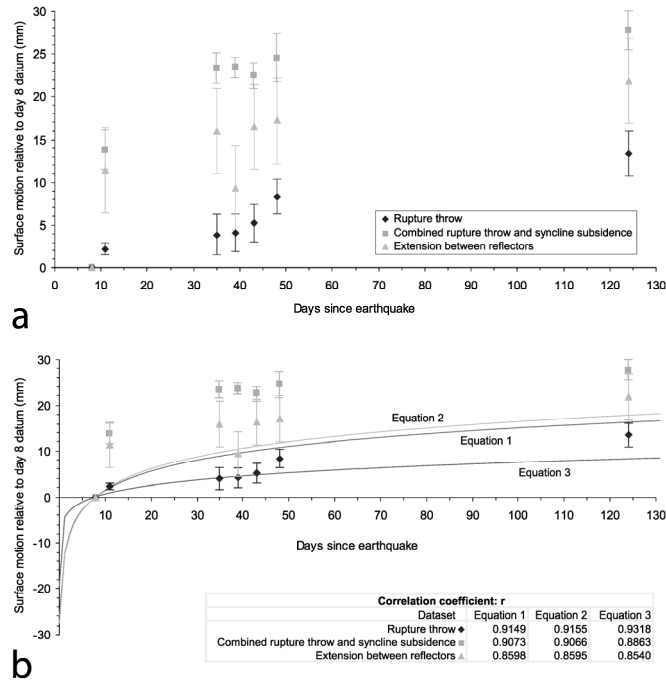 Surface motion relative to day 8 datum (mm)
30
25
20
15
10
5
0
0 10 20 30 40 50 60 70 80 90 100 110 120 130
Days since earthquake
Rupture throw
Combined rupture throw and syncline subsidence
Extension between reflectors
a
Surface motion relative to day 8 datum (mm)
30
20
10
0
-10
-20
-30
10 20 30 40 50 60 70 80 90 100 110 120 130
Days since earthquake
Equation 2
Equation 1
Equation 3
Correlation coefficient: r
Dataset Equation 1 Equation 2 Equation 3
Rupture throw 0.9149 0.9155 0.9318
Combined rupture throw and syncline subsidence 0.9073 0.9066 0.8863
Extension between reflectors 0.8598 0.8595 0.8540
b